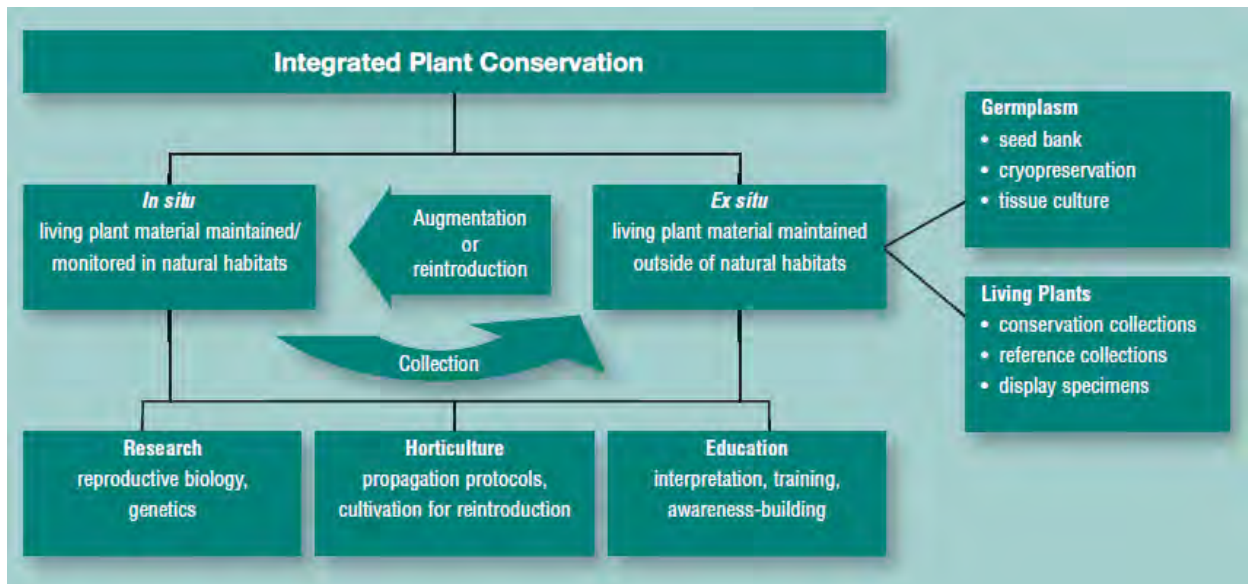 Integrated Plant Conservation
In situ
living plant material maintained/
monitored in natural habitats
Augmentation
or
reintroduction
Ex situ
living plant material maintained
outside of natural habitats
Germplasm
• seed bank
• cryopreservation
• tissue culture
Living Plants
• conservation collections
• reference collections
• display specimens
Collection
Research
reproductive biology,
genetics
Horticulture
propagation protocols,
cultivation for reintroduction
Education
interpretation, training,
awareness-building